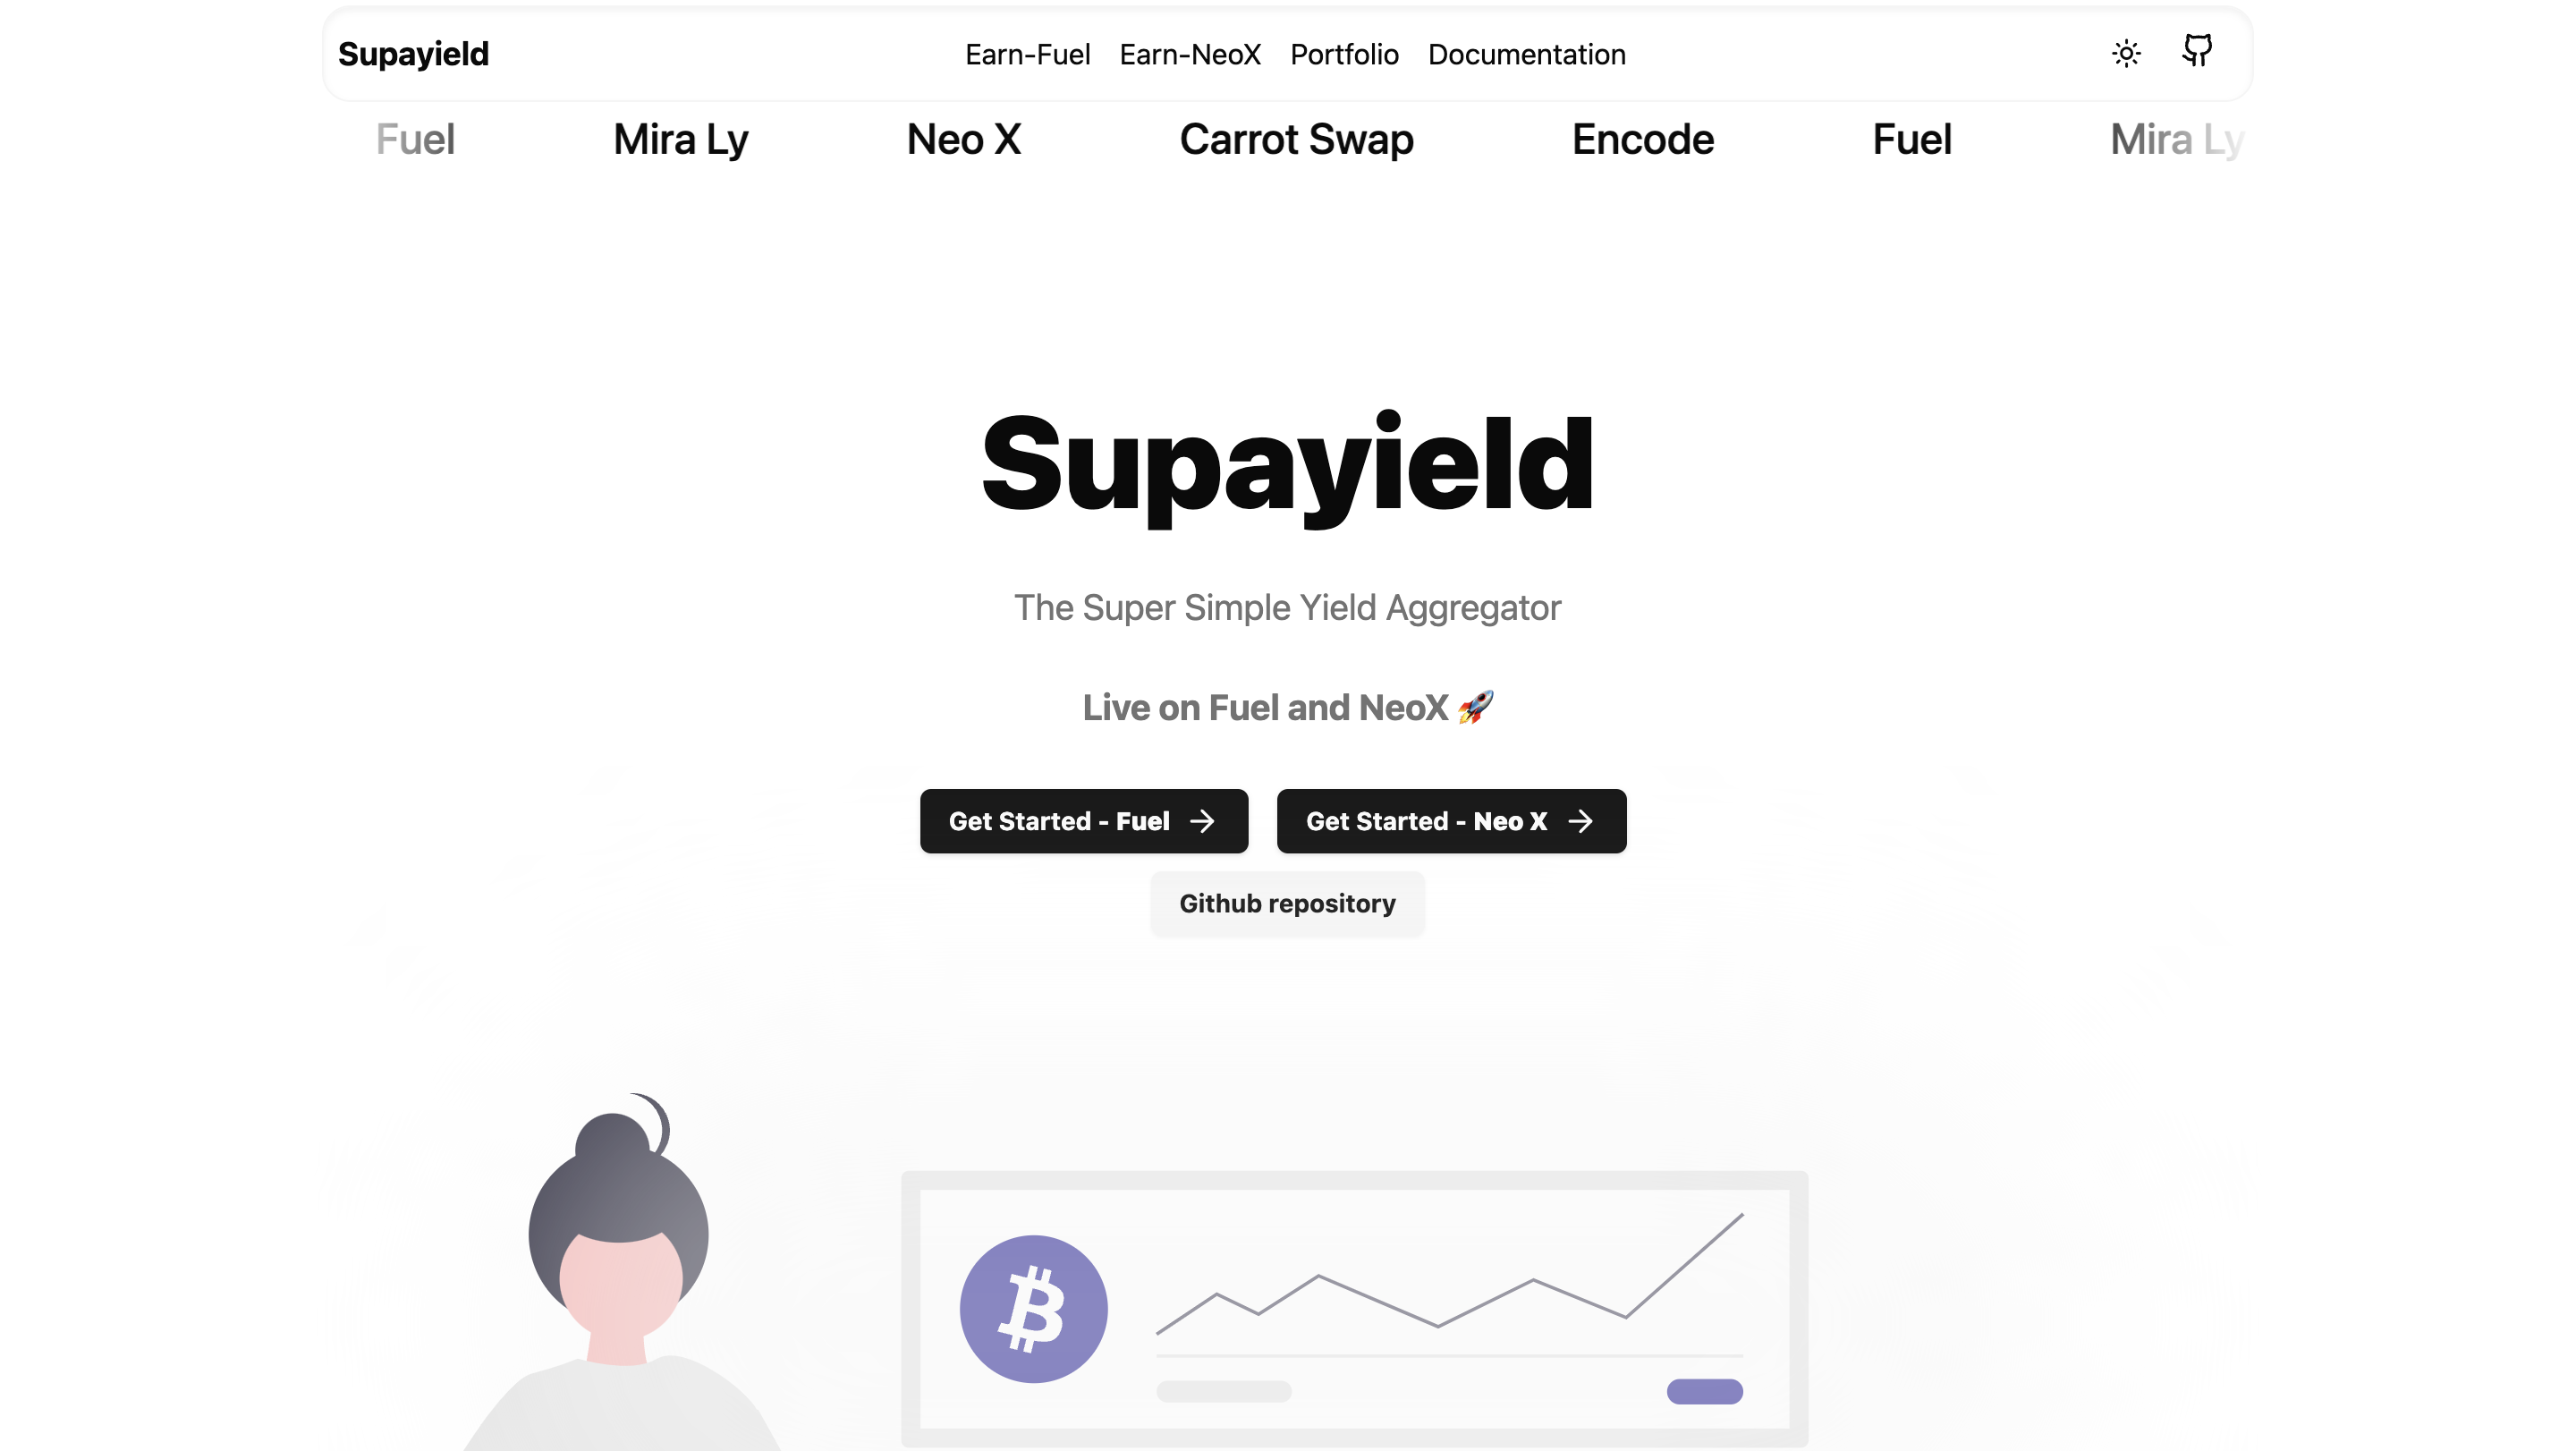 Supayield
Earn-Fuel Earn-NeoX Portfolio Documentation
Fuel Mira Ly Neo X Carrot Swap Encode Fuel Mira Ly
Supayield
The Super Simple Yield Aggregator
Live on Fuel and NeoX 🚀
Get Started - Fuel → Get Started - Neo X →
Github repository